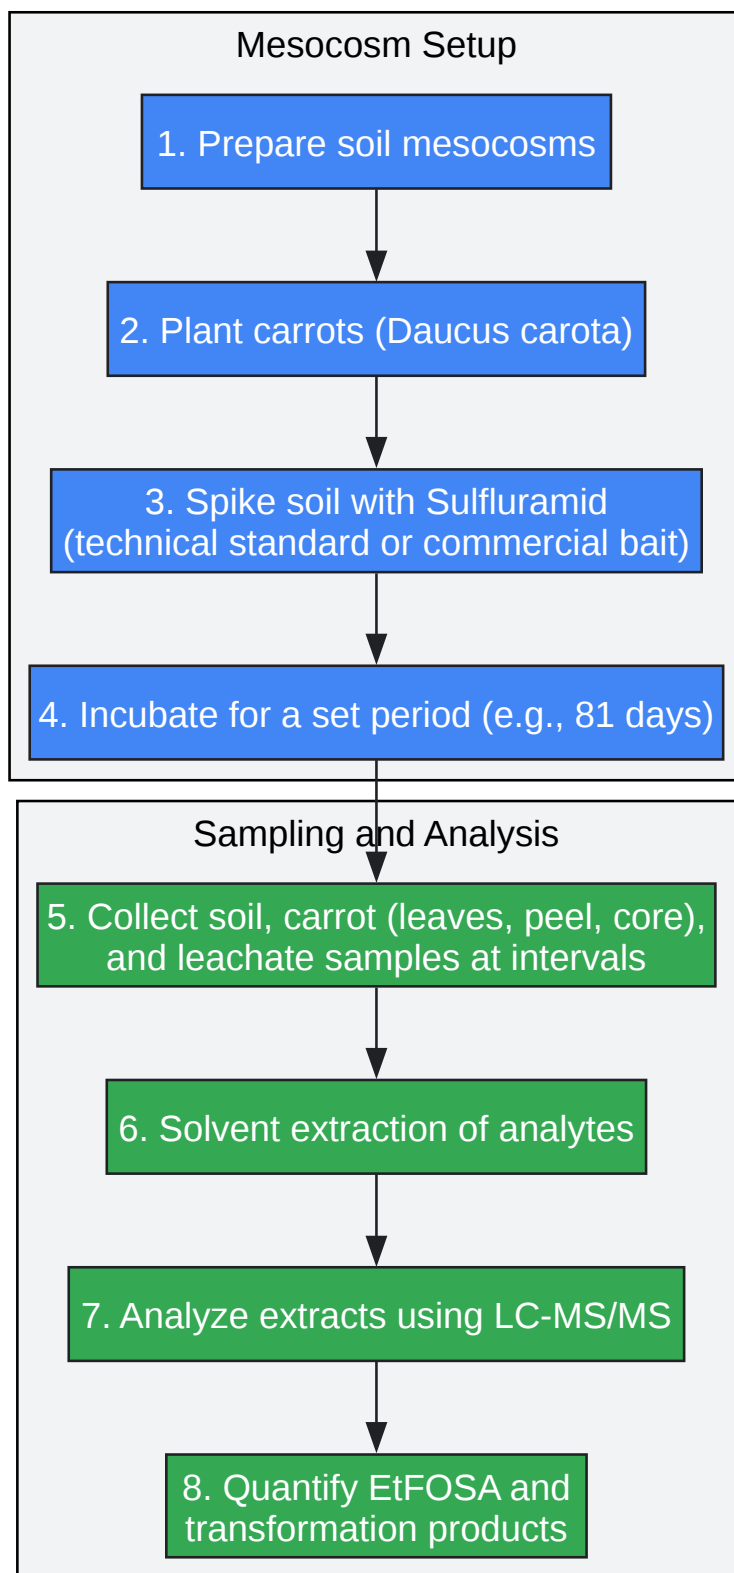 Mesocosm Setup
1. Prepare soil mesocosms
2. Plant carrots (Daucus carota)
3. Spike soil with Sulfluramid
(technical standard or commercial bait)
4. Incubate for a set period (e.g., 81 days)
Sampling and Analysis
5. Collect soil, carrot (leaves, peel, core),
and leachate samples at intervals
6. Solvent extraction of analytes
7. Analyze extracts using LC-MS/MS
8. Quantify EtFOSA and
transformation products